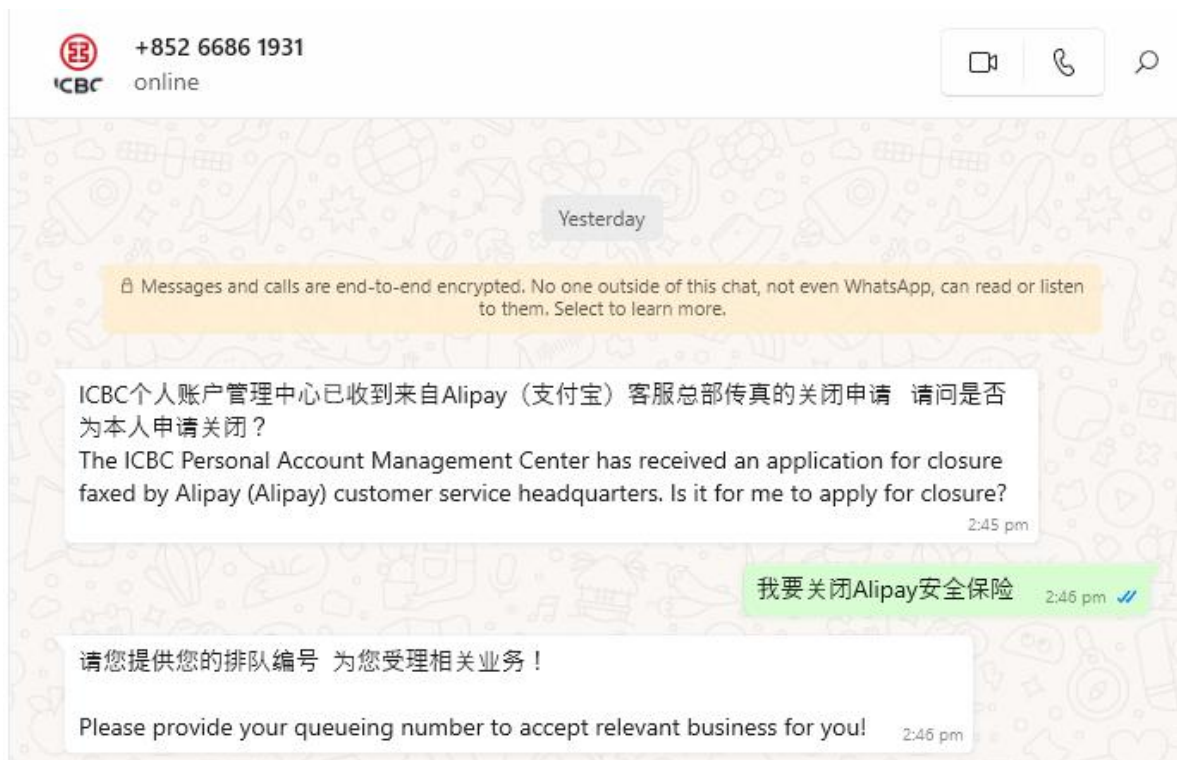 +852 6686 1931
ICBC
online
Yesterday
Messages and calls are end-to-end encrypted. No one outside of this chat, not even WhatsApp, can read or listen
to them. Select to learn more.
ICBC个人账户管理中心已收到来自Alipay（支付宝）客服总部传真的关闭申请 请问是否
为本人申请关闭？
The ICBC Personal Account Management Center has received an application for closure
faxed by Alipay (Alipay) customer service headquarters. Is it for me to apply for closure?
2:45 pm
我要关闭Alipay安全保险 2:46 pm
请您提供您的排队编号 为您受理相关业务！
Please provide your queueing number to accept relevant business for you! 2:46 pm